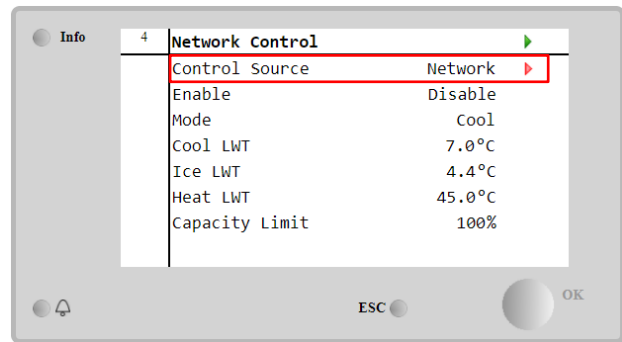 Info
4 Network Control
Control Source Network
Enable Disable
Mode Cool
Cool LWT 7.0°C
Ice LWT 4.4°C
Heat LWT 45.0°C
Capacity Limit 100%
ESC
OK